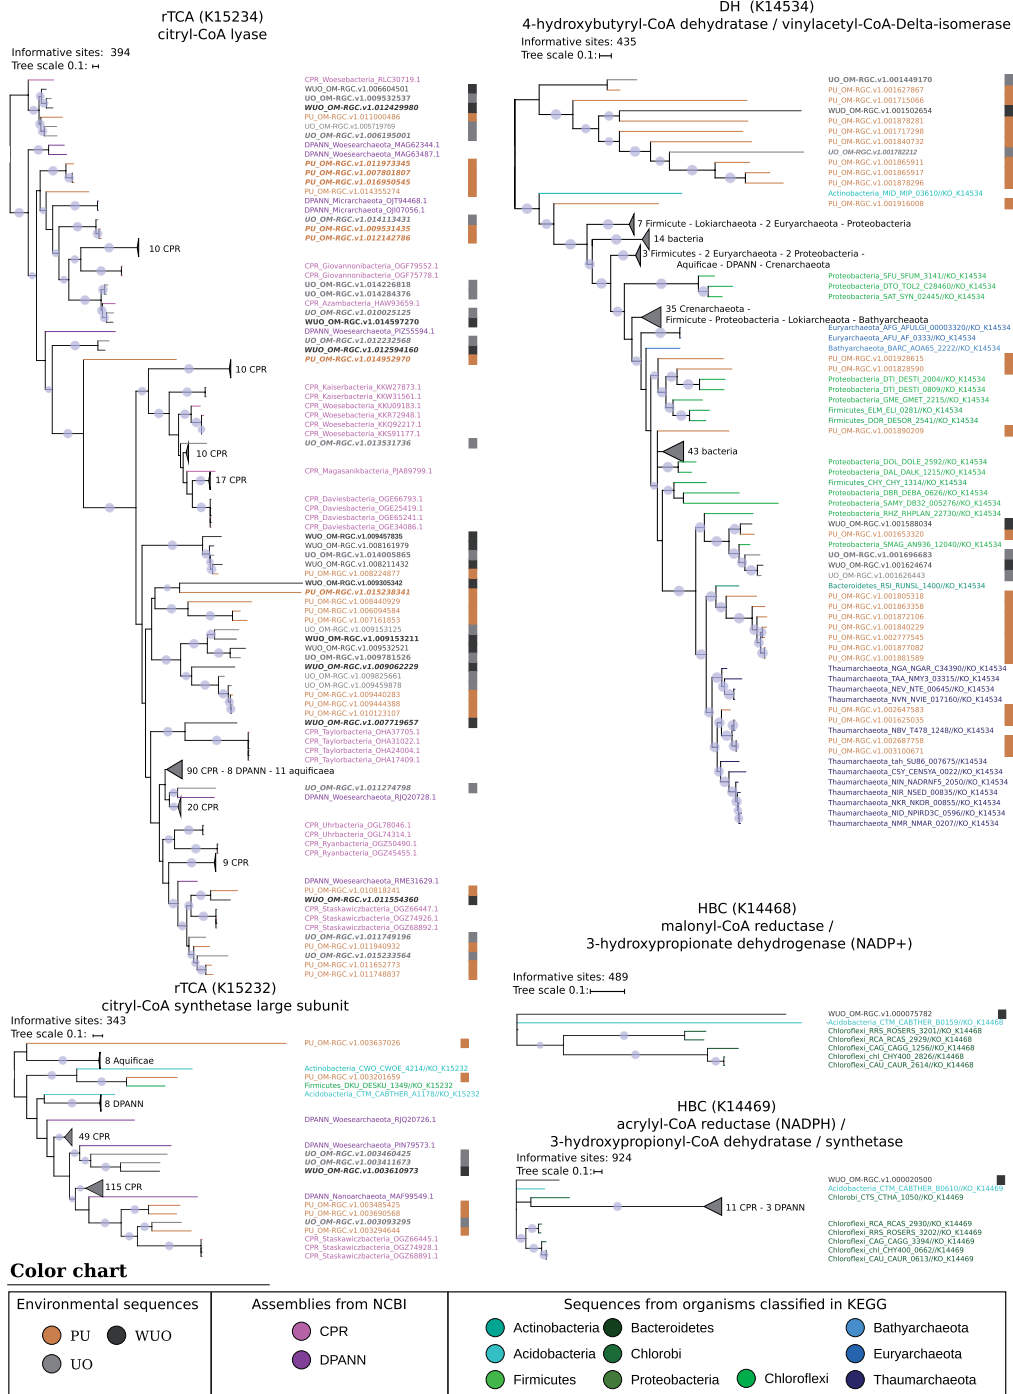 rTCA (K15234)
citryl-CoA lyase
Informative sites: 394
Tree scale 0.1:
CPR_Woesebacteria_RLC30719.1
WUO_OM-RGC.v1.006604501
UO_OM-RGC.v1.009532537
WUO_OM-RGC.v1.012429980
PU_OM-RGC.v1.011000486
UO_OM-RGC.v1.005719769
UO_OM-RGC.v1.006195001
DPANN_Woesearchaeota_MAG62344.1
DPANN_Woesearchaeota_MAG63487.1
PU_OM-RGC.v1.011973345
PU_OM-RGC.v1.007801807
PU_OM-RGC.v1.016950545
PU_OM-RGC.v1.014355274
DPANN_Micrarchaeota_OJT94468.1
DPANN_Micrarchaeota_OJI07056.1
UO_OM-RGC.v1.014113431
PU_OM-RGC.v1.009531435
PU_OM-RGC.v1.012142786
10 CPR
CPR_Giovannonibacteria_OGF79552.1
CPR_Giovannonibacteria_OGF75778.1
UO_OM-RGC.v1.014226818
UO_OM-RGC.v1.014284376
CPR_Azambacteria_HAW93659.1
UO_OM-RGC.v1.010025125
WUO_OM-RGC.v1.014597270
DPANN_Woesearchaeota_PIZ55594.1
UO_OM-RGC.v1.012232568
WUO_OM-RGC.v1.012594160
PU_OM-RGC.v1.014952970
10 CPR
CPR_Kaiserbacteria_KKW27873.1
CPR_Kaiserbacteria_KKW31561.1
CPR_Woesebacteria_KKU09183.1
CPR_Woesebacteria_KKR72948.1
CPR_Woesebacteria_KKQ92217.1
CPR_Woesebacteria_KKS91177.1
UO_OM-RGC.v1.013531736
10 CPR
CPR_Magasanikbacteria_PJA89799.1
17 CPR
CPR_Daviesbacteria_OGE66793.1
CPR_Daviesbacteria_OGE25419.1
CPR_Daviesbacteria_OGE65241.1
CPR_Daviesbacteria_OGE34086.1
WUO_OM-RGC.v1.009457835
WUO_OM-RGC.v1.008161979
UO_OM-RGC.v1.014005865
WUO_OM-RGC.v1.008211432
PU_OM-RGC.v1.008224877
WUO_OM-RGC.v1.009305342
PU_OM-RGC.v1.015238341
PU_OM-RGC.v1.008440929
PU_OM-RGC.v1.006094584
PU_OM-RGC.v1.007161853
UO_OM-RGC.v1.009153125
WUO_OM-RGC.v1.009153211
WUO_OM-RGC.v1.009532521
UO_OM-RGC.v1.009781526
WUO_OM-RGC.v1.009062229
UO_OM-RGC.v1.009825661
UO_OM-RGC.v1.009459878
PU_OM-RGC.v1.009440283
PU_OM-RGC.v1.009444388
PU_OM-RGC.v1.010123107
WUO_OM-RGC.v1.007719657
CPR_Taylorbacteria_OHA37705.1
CPR_Taylorbacteria_OHA31022.1
CPR_Taylorbacteria_OHA24004.1
CPR_Taylorbacteria_OHA17409.1
90 CPR - 8 DPANN - 11 aquificaea
UO_OM-RGC.v1.011274798
DPANN_Woesearchaeota_RJQ20728.1
20 CPR
CPR_Uhrbacteria_OGL78046.1
CPR_Uhrbacteria_OGL74314.1
CPR_Ryanbacteria_OGZ50490.1
CPR_Ryanbacteria_OGZ45455.1
9 CPR
DPANN_Woesearchaeota_RME31629.1
PU_OM-RGC.v1.010818241
WUO_OM-RGC.v1.011554360
CPR_Staskawiczbacteria_OGZ66447.1
CPR_Staskawiczbacteria_OGZ74926.1
CPR_Staskawiczbacteria_OGZ68892.1
UO_OM-RGC.v1.011749196
PU_OM-RGC.v1.011940932
UO_OM-RGC.v1.015233564
PU_OM-RGC.v1.011652773
PU_OM-RGC.v1.011748837
rTCA (K15232)
citryl-CoA synthetase large subunit
Informative sites: 343
Tree scale 0.1:
PU_OM-RGC.v1.003637026
8 Aquificae
Actinobacteria_CWO_CWOE_4214//KO_K15232
PU_OM-RGC.v1.003201659
Firmicutes_DKU_DESKU_1349//KO_K15232
Acidobacteria_CTM_CABTHER_A1178//KO_K15232
8 DPANN
DPANN_Woesearchaeota_RJQ20726.1
49 CPR
DPANN_Woesearchaeota_PIN79573.1
UO_OM-RGC.v1.003460425
UO_OM-RGC.v1.003411673
WUO_OM-RGC.v1.003610973
115 CPR
DPANN_Nanoarchaeota_MAF99549.1
PU_OM-RGC.v1.003485425
PU_OM-RGC.v1.003690568
UO_OM-RGC.v1.003093295
PU_OM-RGC.v1.003294644
CPR_Staskawiczbacteria_OGZ66445.1
CPR_Staskawiczbacteria_OGZ74928.1
CPR_Staskawiczbacteria_OGZ68891.1
DH (K14534)
4-hydroxybutyryl-CoA dehydratase / vinylacetyl-CoA-Delta-isomerase
Informative sites: 435
Tree scale 0.1:
UO_OM-RGC.v1.001449170
PU_OM-RGC.v1.001627867
PU_OM-RGC.v1.001715066
WUO_OM-RGC.v1.001502654
PU_OM-RGC.v1.001878281
PU_OM-RGC.v1.001717298
PU_OM-RGC.v1.001840732
UO_OM-RGC.v1.001782212
PU_OM-RGC.v1.001865911
PU_OM-RGC.v1.001865917
PU_OM-RGC.v1.001878296
Actinobacteria_MID_MIP_03610//KO_K14534
PU_OM-RGC.v1.001916008
7 Firmicute - Lokiarchaeota - 2 Euryarchaeota - Proteobacteria
14 bacteria
3 Firmicutes - 2 Euryarchaeota - 2 Proteobacteria -
Aquificae - DPANN - Crenarchaeota
Proteobacteria_SFU_SFUM_3141//KO_K14534
Proteobacteria_DTO_TOL2_C28460//KO_K14534
Proteobacteria_SAT_SYN_02445//KO_K14534
35 Crenarchaeota -
Firmicute - Proteobacteria - Lokiarcheaota - Bathyarchaeota
Euryarchaeota_AFG_AFULGI_00003320//KO_K14534
Euryarchaeota_AFU_AF_0333//KO_K14534
Bathyarchaeota_BARC_AOA65_2222//KO_K14534
PU_OM-RGC.v1.001928615
PU_OM-RGC.v1.001828590
Proteobacteria_DTI_DESTI_2004//KO_K14534
Proteobacteria_DTI_DESTI_0809//KO_K14534
Proteobacteria_GME_GMET_2215//KO_K14534
Firmicutes_ELM_ELI_0281//KO_K14534
Firmicutes_DOR_DESOR_2541//KO_K14534
PU_OM-RGC.v1.001890209
43 bacteria
Proteobacteria_DOL_DOLE_2592//KO_K14534
Proteobacteria_DAL_DALK_1215//KO_K14534
Firmicutes_CHY_CHY_1314//KO_K14534
Proteobacteria_DBR_DEBA_0626//KO_K14534
Proteobacteria_SAMY_DB32_005276//KO_K14534
Proteobacteria_RHZ_RHPLAN_22730//KO_K14534
WUO_OM-RGC.v1.001588034
PU_OM-RGC.v1.001653320
Proteobacteria_SMAG_AN936_12040//KO_K14534
UO_OM-RGC.v1.001696683
WUO_OM-RGC.v1.001624674
UO_OM-RGC.v1.001626443
Bacteroidetes_RSI_RUNSL_1400//KO_K14534
PU_OM-RGC.v1.001805318
PU_OM-RGC.v1.001863358
PU_OM-RGC.v1.001872106
PU_OM-RGC.v1.001840229
PU_OM-RGC.v1.002777545
PU_OM-RGC.v1.001877082
PU_OM-RGC.v1.001881589
Thaumarchaeota_NGA_NGAR_C34390//KO_K14534
Thaumarchaeota_TAA_NMY3_03315//KO_K14534
Thaumarchaeota_NEV_NTE_00645//KO_K14534
Thaumarchaeota_NVN_NVIE_017160//KO_K14534
PU_OM-RGC.v1.002647583
PU_OM-RGC.v1.001625035
Thaumarchaeota_NBV_T478_1248//KO_K14534
PU_OM-RGC.v1.002687758
PU_OM-RGC.v1.003100671
Thaumarchaeota_tah_SU86_007675//KO_K14534
Thaumarchaeota_CSY_CENSYA_0022//KO_K14534
Thaumarchaeota_NIN_NADRNF5_2050//KO_K14534
Thaumarchaeota_NIR_NSED_00835//KO_K14534
Thaumarchaeota_NKR_NKOR_00855//KO_K14534
Thaumarchaeota_NID_NPIRD3C_0596//KO_K14534
Thaumarchaeota_NMR_NMAR_0207//KO_K14534
HBC (K14468)
malonyl-CoA reductase /
3-hydroxypropionate dehydrogenase (NADP+)
Informative sites: 489
Tree scale 0.1:
WUO_OM-RGC.v1.000075782
Acidobacteria_CTM_CABTHER_B0159//KO_K14468
Chloroflexi_RRS_ROSERS_3201//KO_K14468
Chloroflexi_RCA_RCAS_2929//KO_K14468
Chloroflexi_CAG_CAGG_1256//KO_K14468
Chloroflexi_chl_CHY400_2826//KO_K14468
Chloroflexi_CAU_CAUR_2614//KO_K14468
HBC (K14469)
acrylyl-CoA reductase (NADPH) /
3-hydroxypropionyl-CoA dehydratase / synthetase
Informative sites: 924
Tree scale 0.1:
WUO_OM-RGC.v1.000020500
Acidobacteria_CTM_CABTHER_B0610//KO_K14469
Chlorobi_CTS_CTHA_1050//KO_K14469
11 CPR - 3 DPANN
Chloroflexi_RCA_RCAS_2930//KO_K14469
Chloroflexi_RRS_ROSERS_3202//KO_K14469
Chloroflexi_CAG_CAGG_3394//KO_K14469
Chloroflexi_chl_CHY400_0662//KO_K14469
Chloroflexi_CAU_CAUR_0613//KO_K14469
Color chart
Environmental sequences
PU
WUO
UO
Assemblies from NCBI
CPR
DPANN
Sequences from organisms classified in KEGG
Actinobacteria
Bacteroidetes
Bathyarchaeota
Acidobacteria
Chlorobi
Euryarchaeota
Firmicutes
Proteobacteria
Chloroflexi
Thaumarchaeota